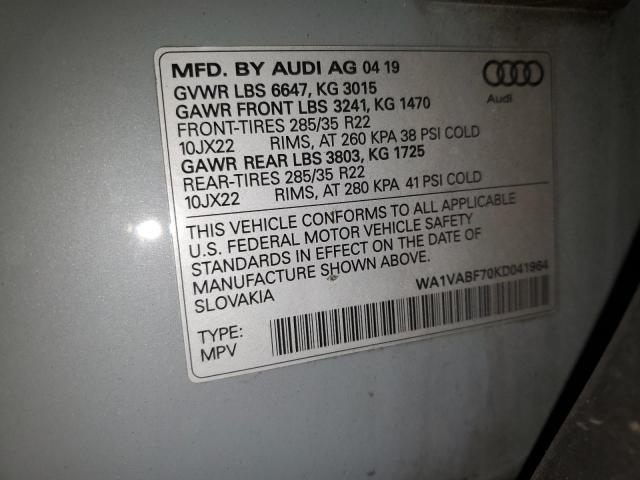 MFD. BY AUDI AG 04 19
GVWR LBS 6647, KG 3015
GAWR FRONT LBS 3241, KG 1470
FRONT-TIRES 285/35 R22
10JX22 RIMS, AT 260 KPA 38 PSI COLD
GAWR REAR LBS 3803, KG 1725
REAR-TIRES 285/35 R22
10JX22 RIMS, AT 280 KPA 41 PSI COLD
Audi
THIS VEHICLE CONFORMS TO ALL APPLICABLE
U.S. FEDERAL MOTOR VEHICLE SAFETY
STANDARDS IN EFFECT ON THE DATE OF
MANUFACTURE SHOWN ABOVE.
SLOVAKIA
WA1VABF70KD041964
TYPE:
MPV